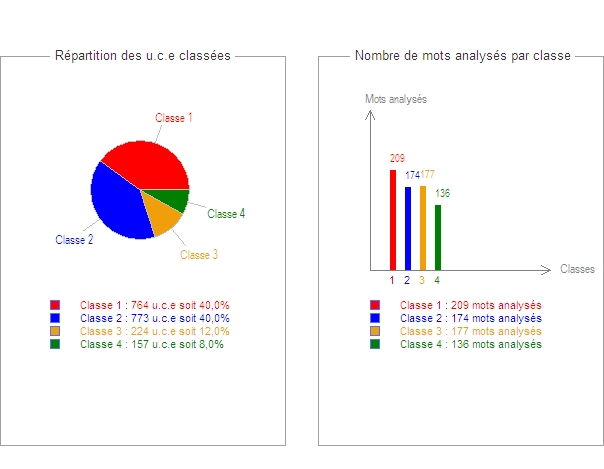 Répartition des u.c.e classées
Classe 1
Classe 4
Classe 2
Classe 3
Classe 1 : 764 u.c.e soit 40,0%
Classe 2 : 773 u.c.e soit 40,0%
Classe 3 : 224 u.c.e soit 12,0%
Classe 4 : 157 u.c.e soit 8,0%
Nombre de mots analysés par classe
Mots analysés
209
174 177
136
1 2 3 4
Classes
Classe 1 : 209 mots analysés
Classe 2 : 174 mots analysés
Classe 3 : 177 mots analysés
Classe 4 : 136 mots analysés